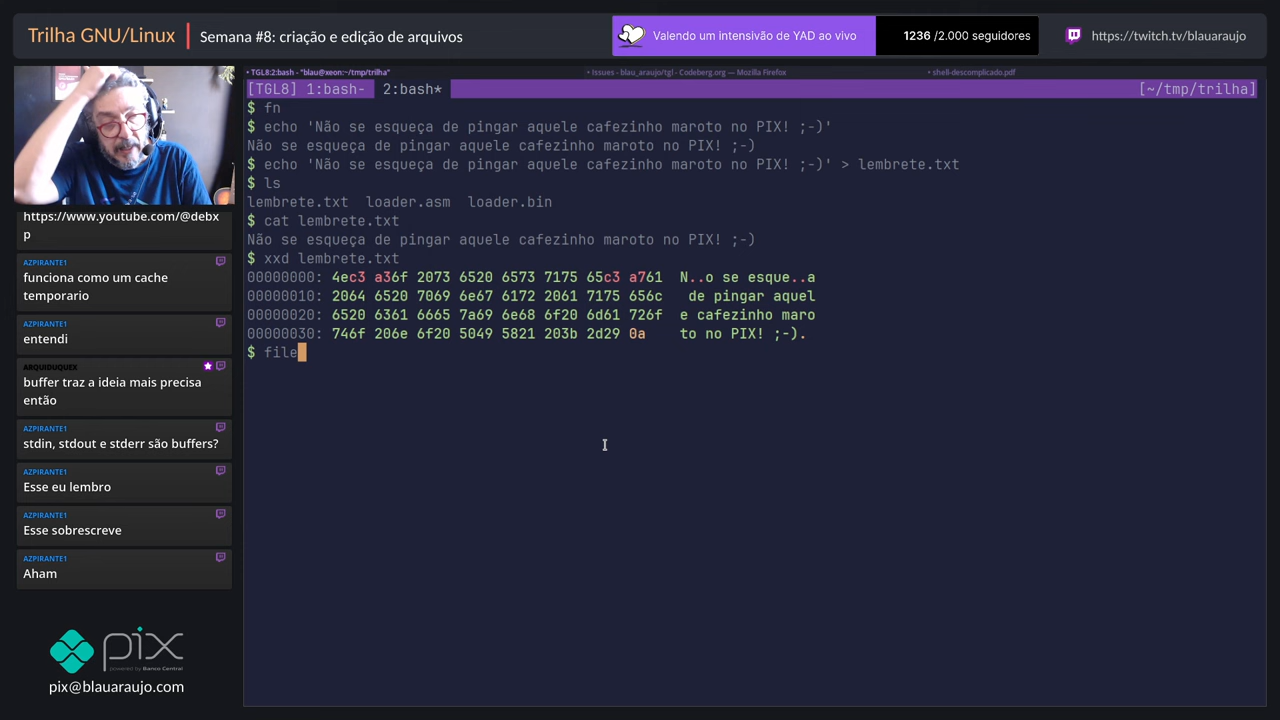 Trilha GNU/Linux
Semana #8: criação e edição de arquivos
Valendo um intensivão de YAD ao vivo
1236 /2.000 seguidores
https://twitch.tv/blauaraujo
• TGL8:2:bash - "blau@xeon:~/tmp/trilha"
• Issues - blau_araujo/tgl - Codeberg.org — Mozilla Firefox
• shell-descomplicado.pdf
[TGL8] 1:bash- 2:bash*
[~/tmp/trilha]
$ fn
$ echo 'Não se esqueça de pingar aquele cafezinho maroto no PIX! ;-)'
Não se esqueça de pingar aquele cafezinho maroto no PIX! ;-)
$ echo 'Não se esqueça de pingar aquele cafezinho maroto no PIX! ;-)' > lembrete.txt
$ ls
lembrete.txt  loader.asm  loader.bin
$ cat lembrete.txt
Não se esqueça de pingar aquele cafezinho maroto no PIX! ;-)
$ xxd lembrete.txt
00000000: 4ec3 a36f 2073 6520 6573 7175 65c3 a761  N..o se esque..a
00000010: 2064 6520 7069 6e67 6172 2061 7175 656c   de pingar aquel
00000020: 6520 6361 6665 7a69 6e68 6f20 6d61 726f  e cafezinho maro
00000030: 746f 206e 6f20 5049 5821 203b 2d29 0a    to no PIX! ;-).
$ file
https://www.youtube.com/@debx
p
AZPIRANTE1
funciona como um cache
temporario
AZPIRANTE1
entendi
ARQUIDUQUEX
buffer traz a ideia mais precisa
então
AZPIRANTE1
stdin, stdout e stderr são buffers?
AZPIRANTE1
Esse eu lembro
AZPIRANTE1
Esse sobrescreve
AZPIRANTE1
Aham
pix
powered by Banco Central
pix@blauaraujo.com